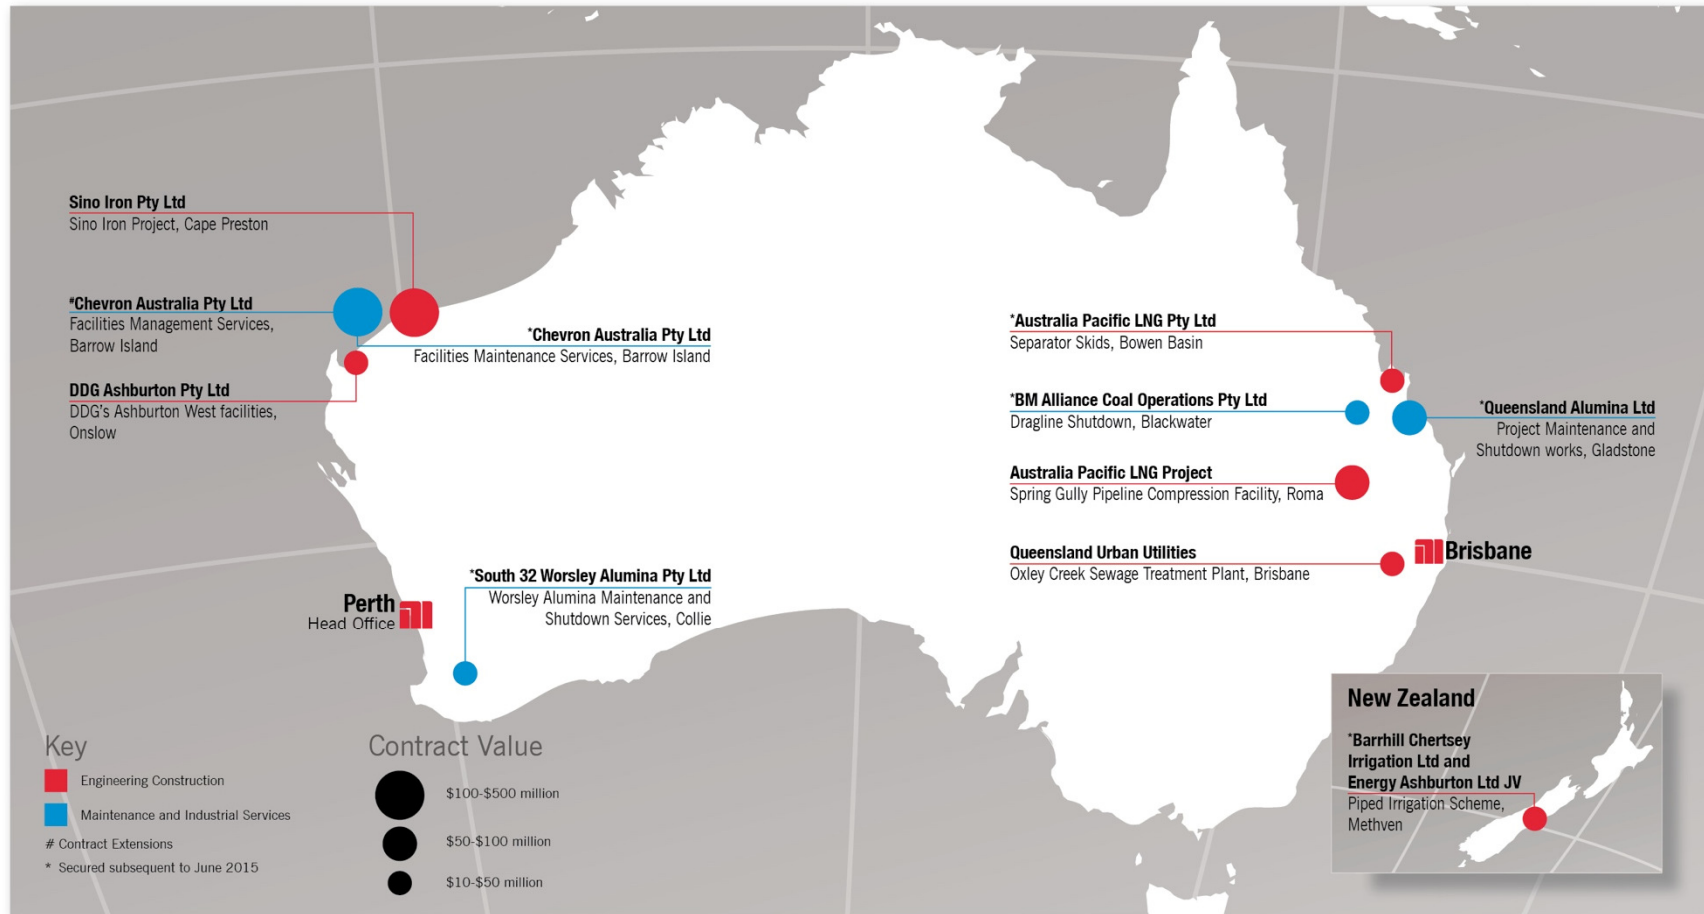 Sino Iron Pty Ltd
Sino Iron Project, Cape Preston
#Chevron Australia Pty Ltd
Facilities Management Services,
Barrow Island
DDG Ashburton Pty Ltd
DDG's Ashburton West facilities,
Onslow
*Chevron Australia Pty Ltd
Facilities Maintenance Services, Barrow Island
*Australia Pacific LNG Pty Ltd
Separator Skids, Bowen Basin
*BM Alliance Coal Operations Pty Ltd
Dragline Shutdown, Blackwater
*Queensland Alumina Ltd
Project Maintenance and
Shutdown works, Gladstone
Australia Pacific LNG Project
Spring Gully Pipeline Compression Facility, Roma
Queensland Urban Utilities
Oxley Creek Sewage Treatment Plant, Brisbane
Brisbane
*South 32 Worsley Alumina Pty Ltd
Worsley Alumina Maintenance and
Shutdown Services, Collie
Perth
Head Office
Key
Engineering Construction
Maintenance and Industrial Services
# Contract Extensions
* Secured subsequent to June 2015
Contract Value
$100-$500 million
$50-$100 million
$10-$50 million
New Zealand
*Barrhill Chertsey
Irrigation Ltd and
Energy Ashburton Ltd JV
Piped Irrigation Scheme,
Methven